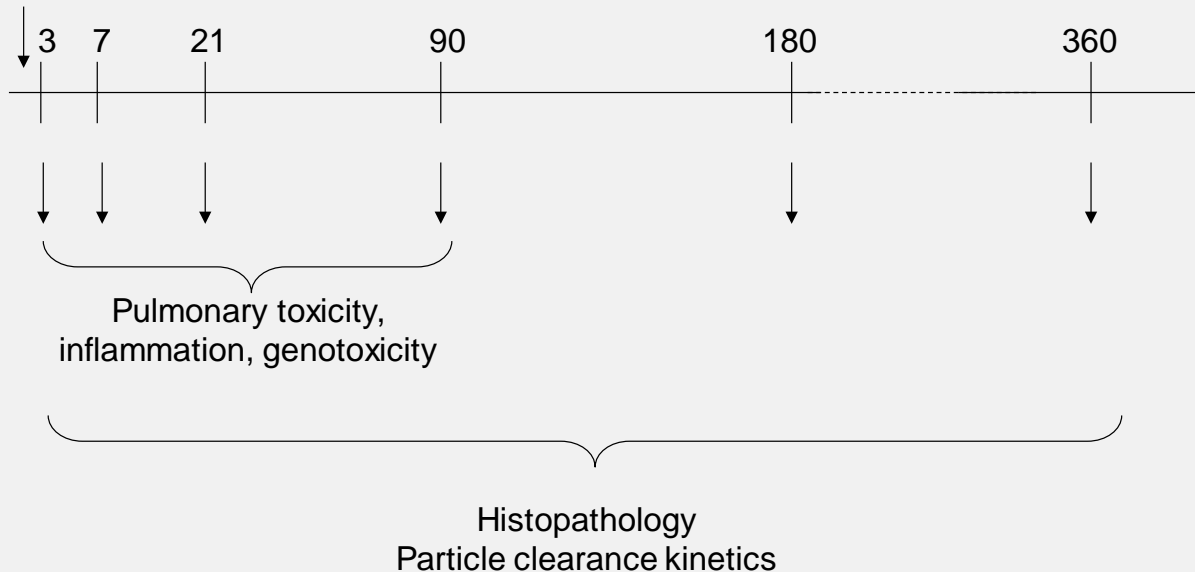 3 7 21 90 180 360
Pulmonary toxicity,
inflammation, genotoxicity
Histopathology
Particle clearance kinetics